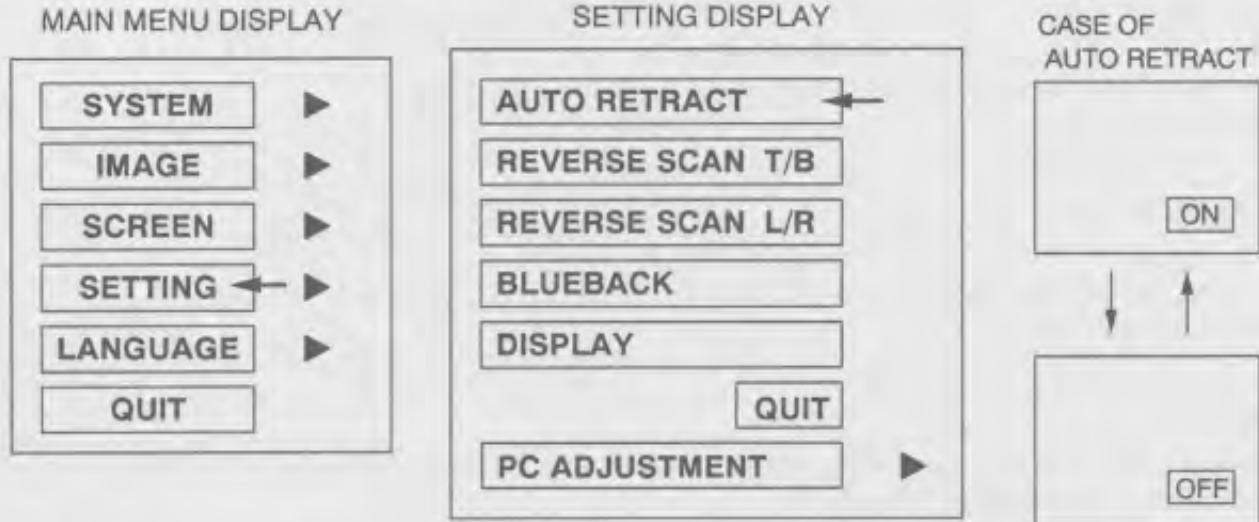 MAIN MENU DISPLAY
SYSTEM
IMAGE
SCREEN
SETTING
LANGUAGE
QUIT
SETTING DISPLAY
AUTO RETRACT
REVERSE SCAN T/B
REVERSE SCAN L/R
BLUEBACK
DISPLAY
QUIT
PC ADJUSTMENT
CASE OF
AUTO RETRACT
ON
OFF